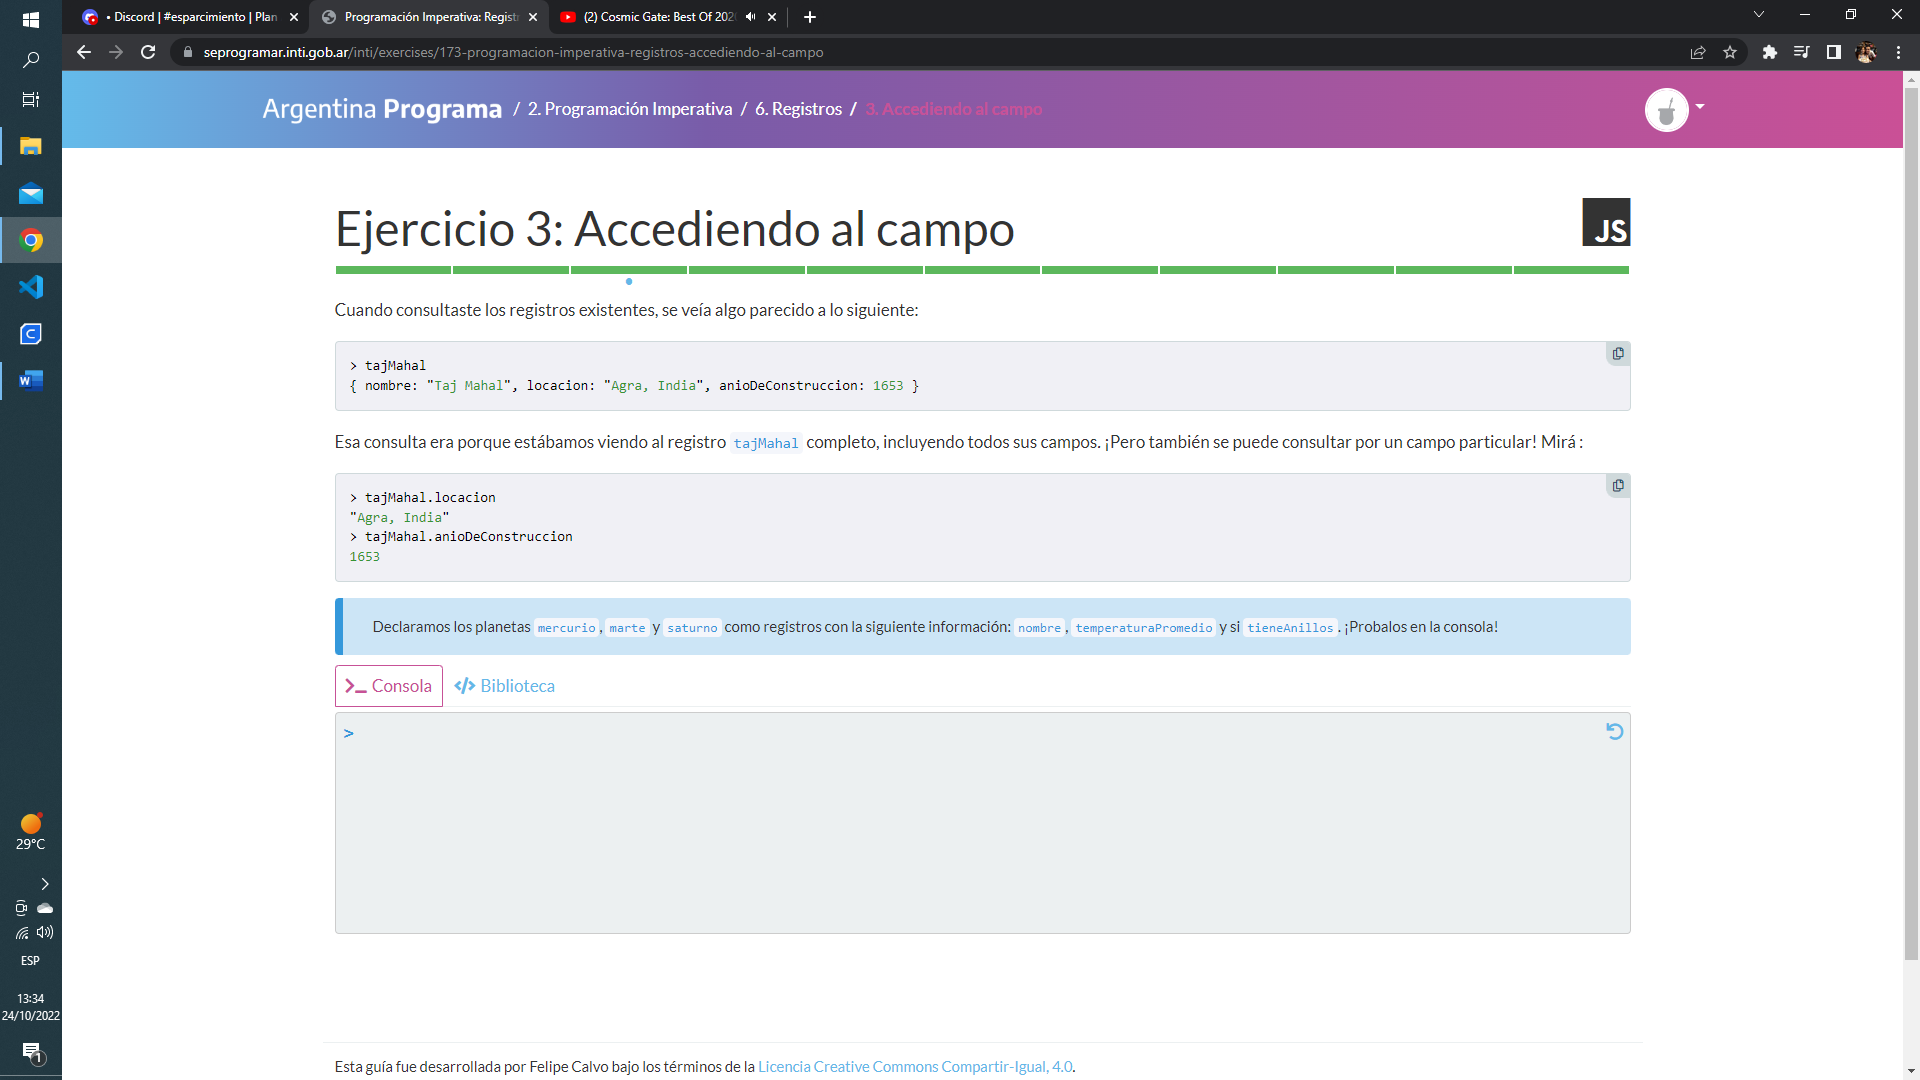 • Discord | #esparcimiento | Plan
Programación Imperativa: Registr
(2) Cosmic Gate: Best Of 2020
seprogramar.inti.gob.ar/inti/exercises/173-programacion-imperativa-registros-accediendo-al-campo
Argentina Programa / 2. Programación Imperativa / 6. Registros / 3. Accediendo al campo
Ejercicio 3: Accediendo al campo
JS
Cuando consultaste los registros existentes, se veía algo parecido a lo siguiente:
> tajMahal
{ nombre: "Taj Mahal", locacion: "Agra, India", anioDeConstruccion: 1653 }
Esa consulta era porque estábamos viendo al registro tajMahal completo, incluyendo todos sus campos. ¡Pero también se puede consultar por un campo particular! Mirá :
> tajMahal.locacion
"Agra, India"
> tajMahal.anioDeConstruccion
1653
Declaramos los planetas mercurio, marte y saturno como registros con la siguiente información: nombre, temperaturaPromedio y si tieneAnillos. ¡Probalos en la consola!
>_ Consola
</> Biblioteca
>
29°C
ESP
13:34
24/10/2022
1
Esta guía fue desarrollada por Felipe Calvo bajo los términos de la Licencia Creative Commons Compartir-Igual, 4.0.